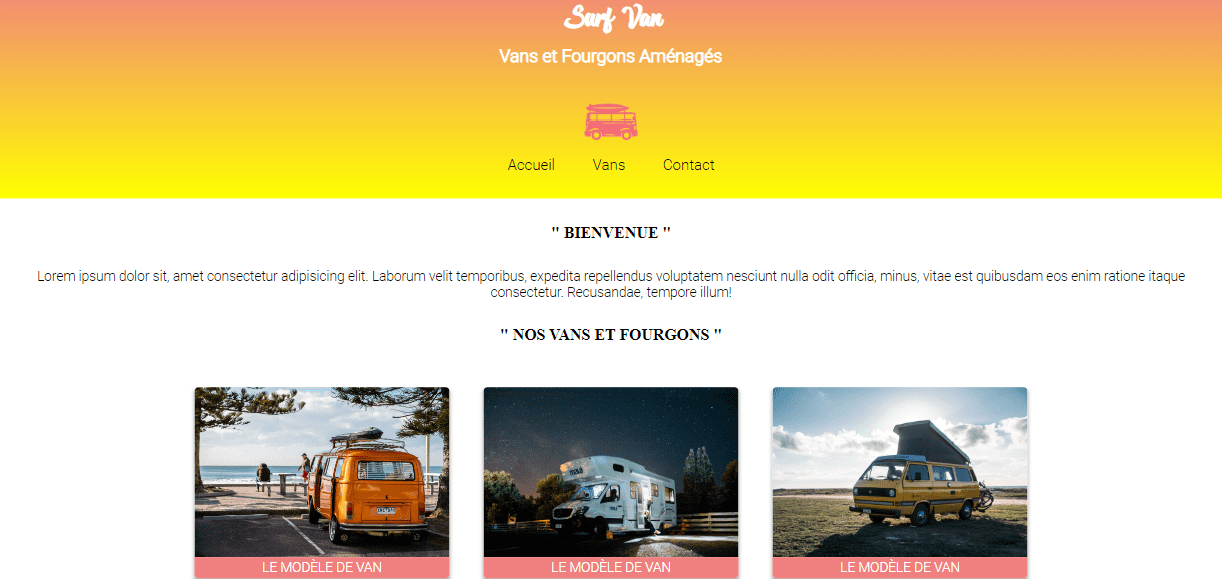 Surf Van
Vans et Fourgons Aménagés
Accueil Vans Contact
" BIENVENUE "
Lorem ipsum dolor sit, amet consectetur adipisicing elit. Laborum velit temporibus, expedita repellendus voluptatem nesciunt nulla odit officia, minus, vitae est quibusdam eos enim ratione itaque
consectetur. Recusandae, tempore illum!
" NOS VANS ET FOURGONS "
LE MODÈLE DE VAN LE MODÈLE DE VAN LE MODÈLE DE VAN